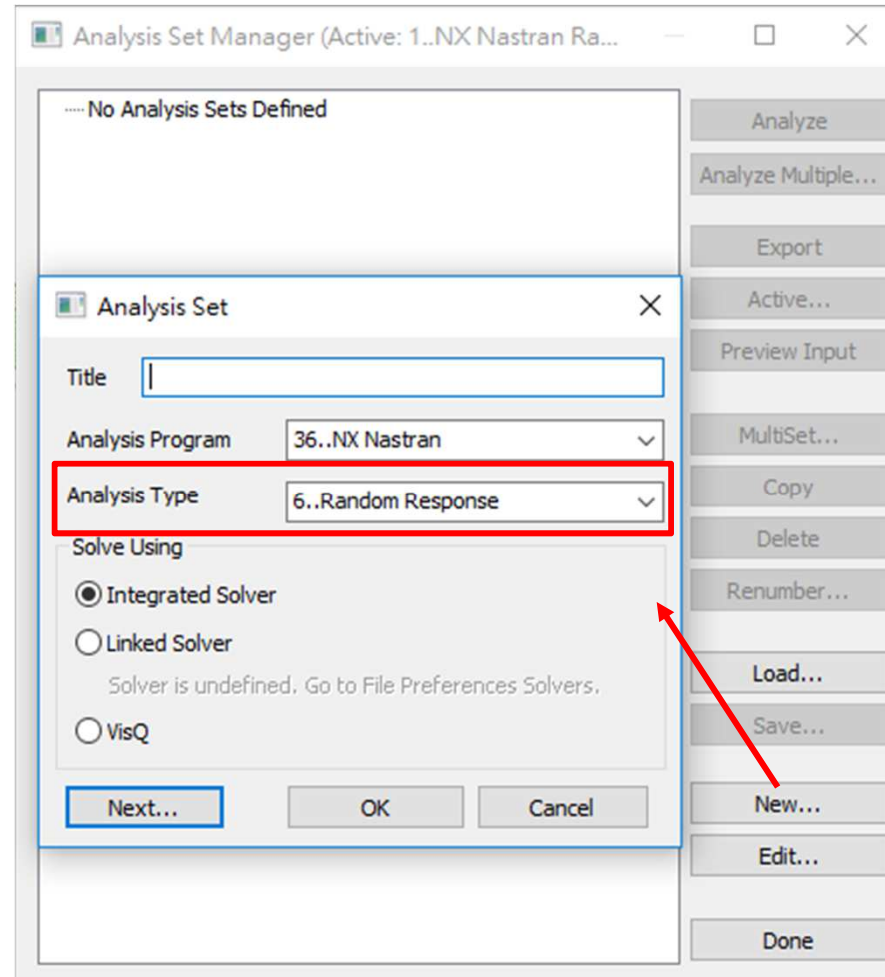 Analysis Set Manager (Active: 1..NX Nastran Ra...
No Analysis Sets Defined
Analyze
Analyze Multiple...
Export
Active...
Preview Input
MultiSet...
Copy
Delete
Renumber...
Load...
Save...
New...
Edit...
Done
Analysis Set
Title
Analysis Program 36..NX Nastran
Analysis Type 6..Random Response
Solve Using
Integrated Solver
Linked Solver
Solver is undefined. Go to File Preferences Solvers.
VisQ
Next... OK Cancel